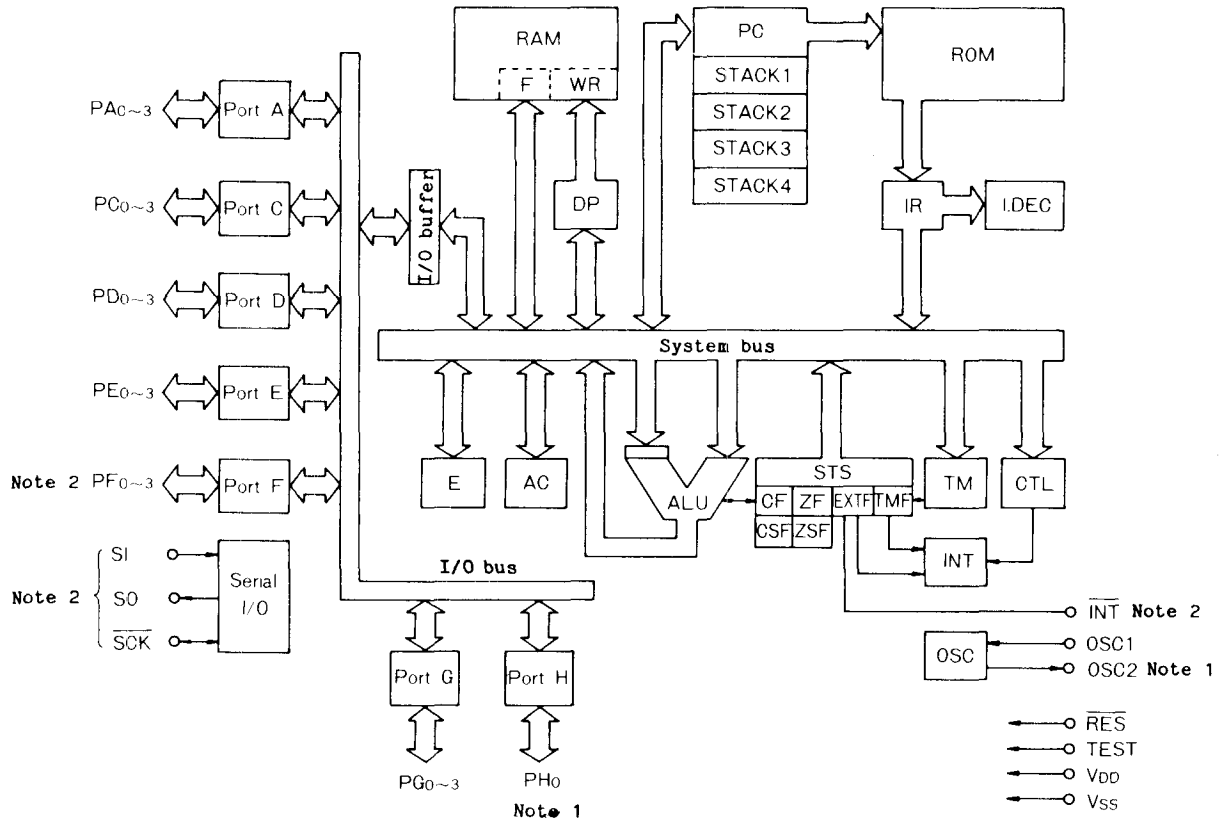 RAM
F
WR
PC
STACK1
STACK2
STACK3
STACK4
ROM
PA0~3
Port A
PC0~3
Port C
I/O buffer
DP
IR
I.DEC
PD0~3
Port D
System bus
PE0~3
Port E
Note 2 PF0~3
Port F
E
AC
ALU
STS
CF
ZF
EXTF
TMF
CSF
ZSF
TM
CTL
INT
Note 2
SI
SO
SCK
Serial I/O
I/O bus
INT Note 2
OSC
OSC1
OSC2 Note 1
Port G
Port H
PG0~3
PH0
Note 1
RES
TEST
VDD
VSS